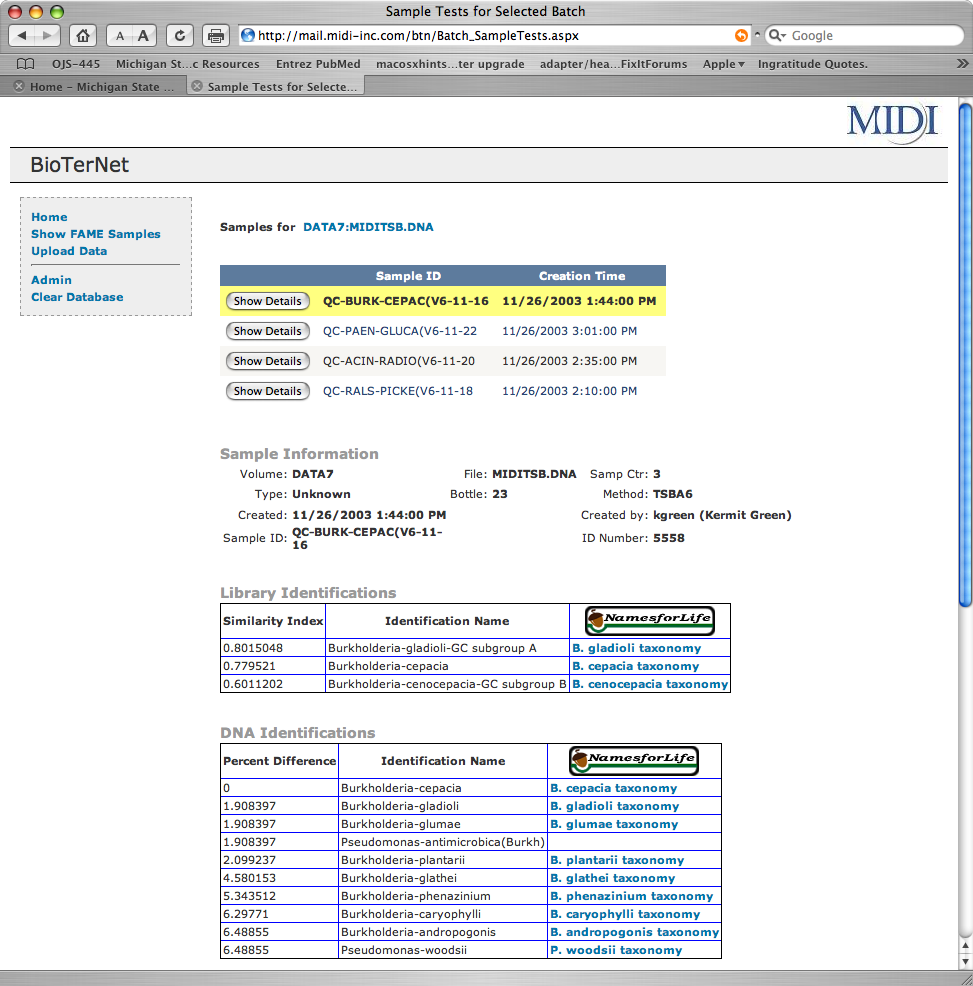 Sample Tests for Selected Batch
A A http://mail.midi-inc.com/btn/Batch_SampleTests.aspx Google
OJS-445 Michigan St...c Resources Entrez PubMed macosxhints...ter upgrade adapter/hea...FixItForums Apple Ingratitude Quotes. »
Home – Michigan State ... Sample Tests for Selecte...
MIDI
BioTerNet
Home
Show FAME Samples
Upload Data
Admin
Clear Database
Samples for DATA7:MIDITSB.DNA
Sample ID Creation Time
Show Details QC-BURK-CEPAC(V6-11-16 11/26/2003 1:44:00 PM
Show Details QC-PAEN-GLUCA(V6-11-22 11/26/2003 3:01:00 PM
Show Details QC-ACIN-RADIO(V6-11-20 11/26/2003 2:35:00 PM
Show Details QC-RALS-PICKE(V6-11-18 11/26/2003 2:10:00 PM
Sample Information
Volume: DATA7 File: MIDITSB.DNA Samp Ctr: 3
Type: Unknown Bottle: 23 Method: TSBA6
Created: 11/26/2003 1:44:00 PM Created by: kgreen (Kermit Green)
Sample ID: QC-BURK-CEPAC(V6-11-
16 ID Number: 5558
Library Identifications
Similarity Index Identification Name NamesforLife
0.8015048 Burkholderia-gladioli-GC subgroup A B. gladioli taxonomy
0.779521 Burkholderia-cepacia B. cepacia taxonomy
0.6011202 Burkholderia-cenocepacia-GC subgroup B B. cenocepacia taxonomy
DNA Identifications
Percent Difference Identification Name NamesforLife
0 Burkholderia-cepacia B. cepacia taxonomy
1.908397 Burkholderia-gladioli B. gladioli taxonomy
1.908397 Burkholderia-glumae B. glumae taxonomy
1.908397 Pseudomonas-antimicrobica(Burkh)
2.099237 Burkholderia-plantarii B. plantarii taxonomy
4.580153 Burkholderia-glathei B. glathei taxonomy
5.343512 Burkholderia-phenazinium B. phenazinium taxonomy
6.29771 Burkholderia-caryophylli B. caryophylli taxonomy
6.48855 Burkholderia-andropogonis B. andropogonis taxonomy
6.48855 Pseudomonas-woodsii P. woodsii taxonomy